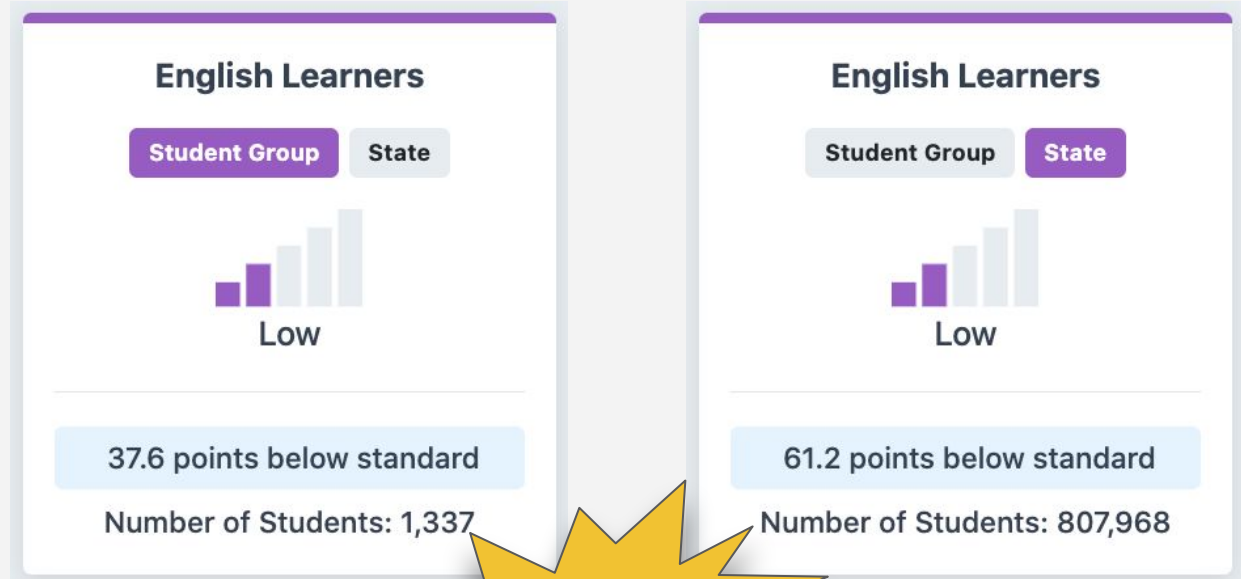 English Learners
Student Group State
Low
37.6 points below standard
Number of Students: 1,337
English Learners
Student Group State
Low
61.2 points below standard
Number of Students: 807,968